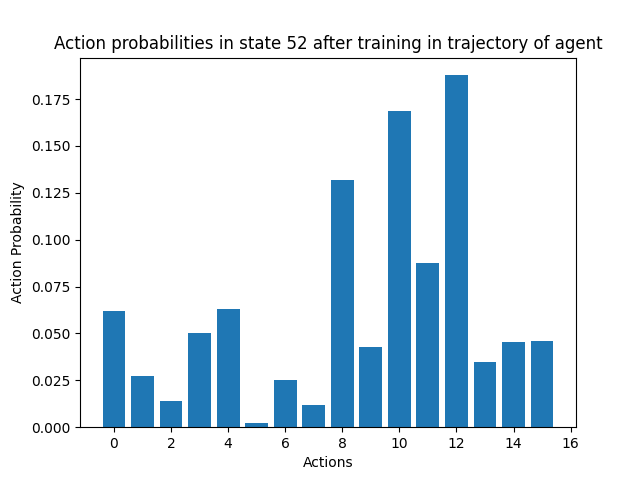 Action probabilities in state 52 after training in trajectory of agent
0.175
0.150
0.125
0.100
0.075
0.050
0.025
0.000
Action Probability
0 2 4 6 8 10 12 14 16
Actions